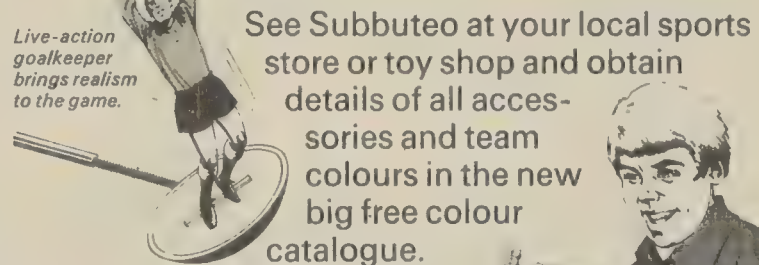 Live-action
goalkeeper
brings realism
to the game.
See Subbuteo at your local sports
store or toy shop and obtain
details of all acces-
sories and team
colours in the new
big free colour
catalogue.